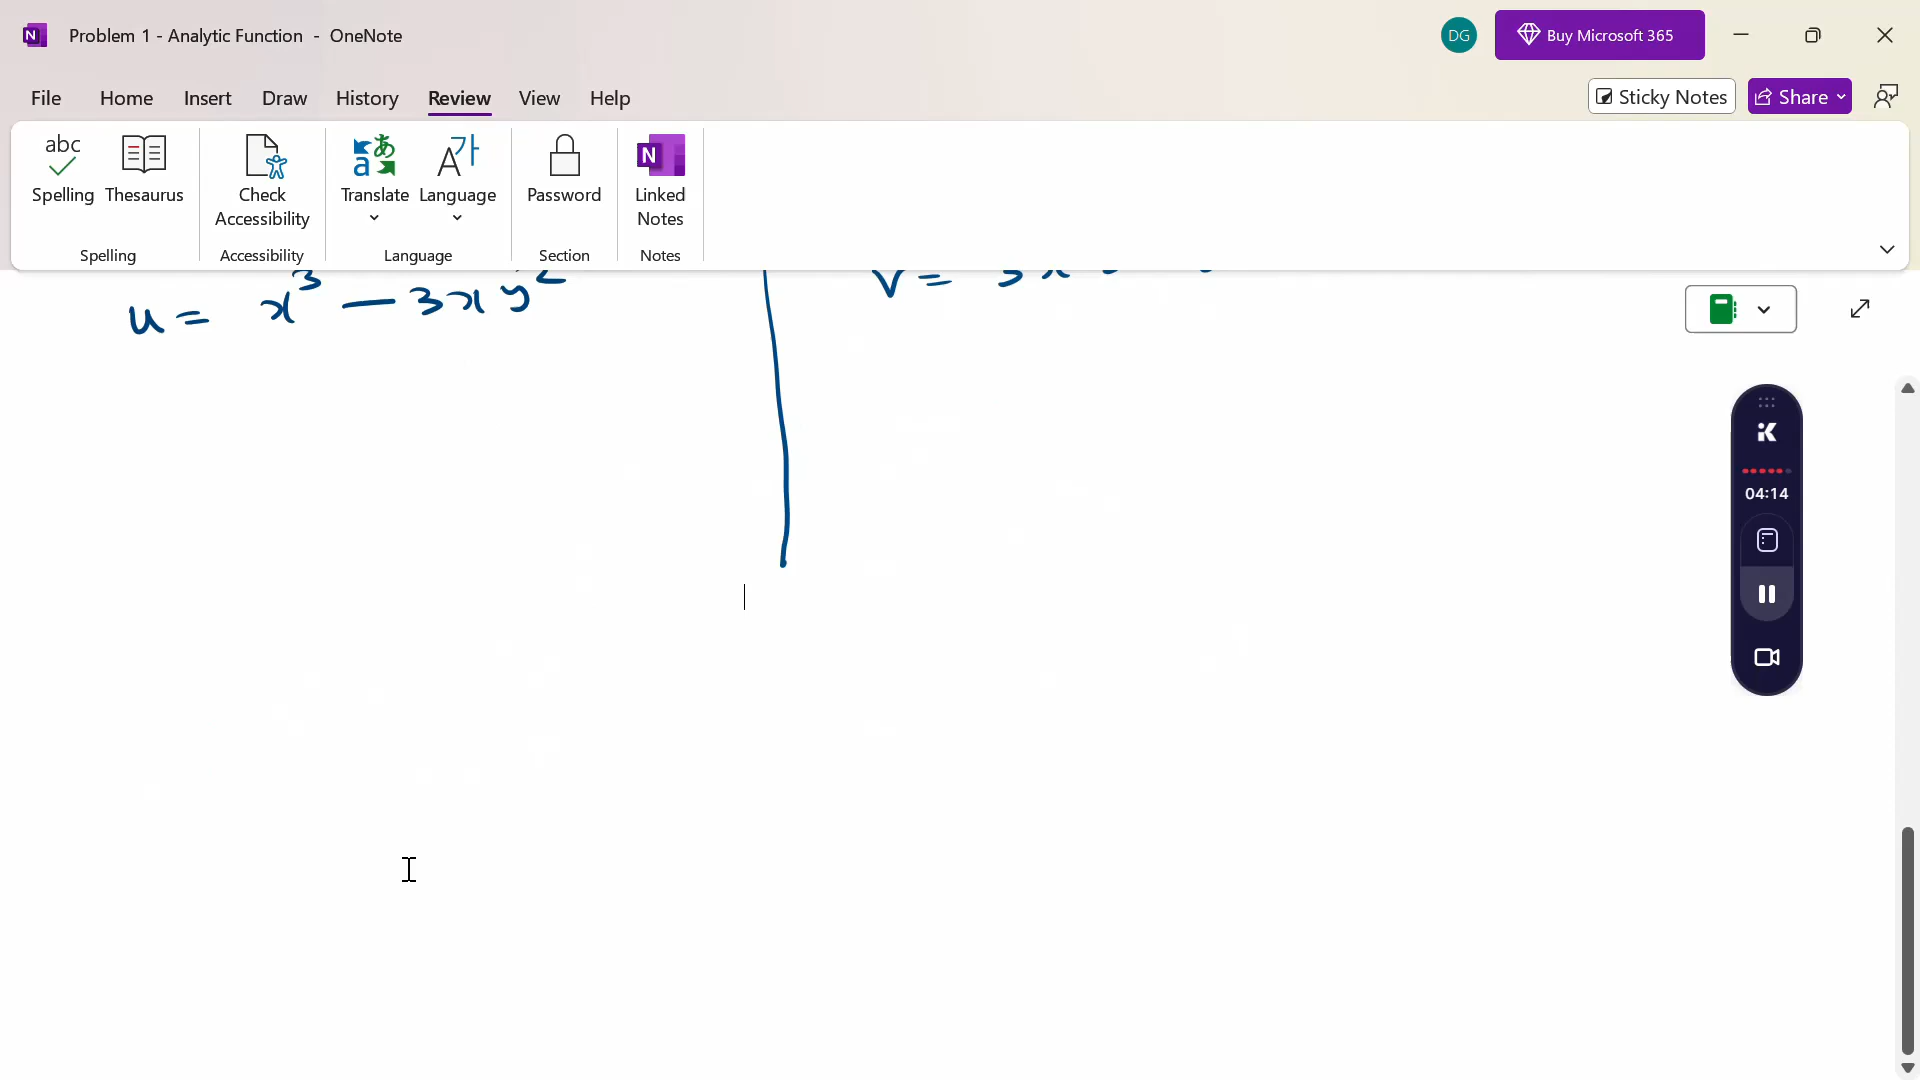 N Problem 1 - Analytic Function - OneNote
DG
Buy Microsoft 365
File Home Insert Draw History Review View Help
Sticky Notes
Share
abc
Spelling
Thesaurus
Check Accessibility
Translate
Language
Password
N
Linked Notes
Spelling
Accessibility
Language
Section
Notes
u = x³ — 3xy²
V = 3x
04:14